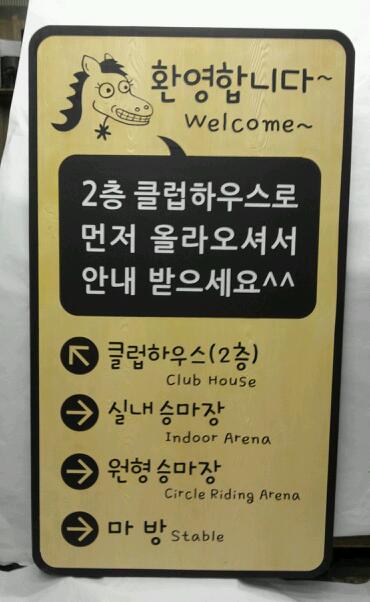 환영합니다~
Welcome~
2층 클럽하우스로
먼저 올라오셔서
안내 받으세요^^
클럽하우스(2층)
Club House
실내승마장
Indoor Arena
원형승마장
Circle Riding Arena
마 방 Stable